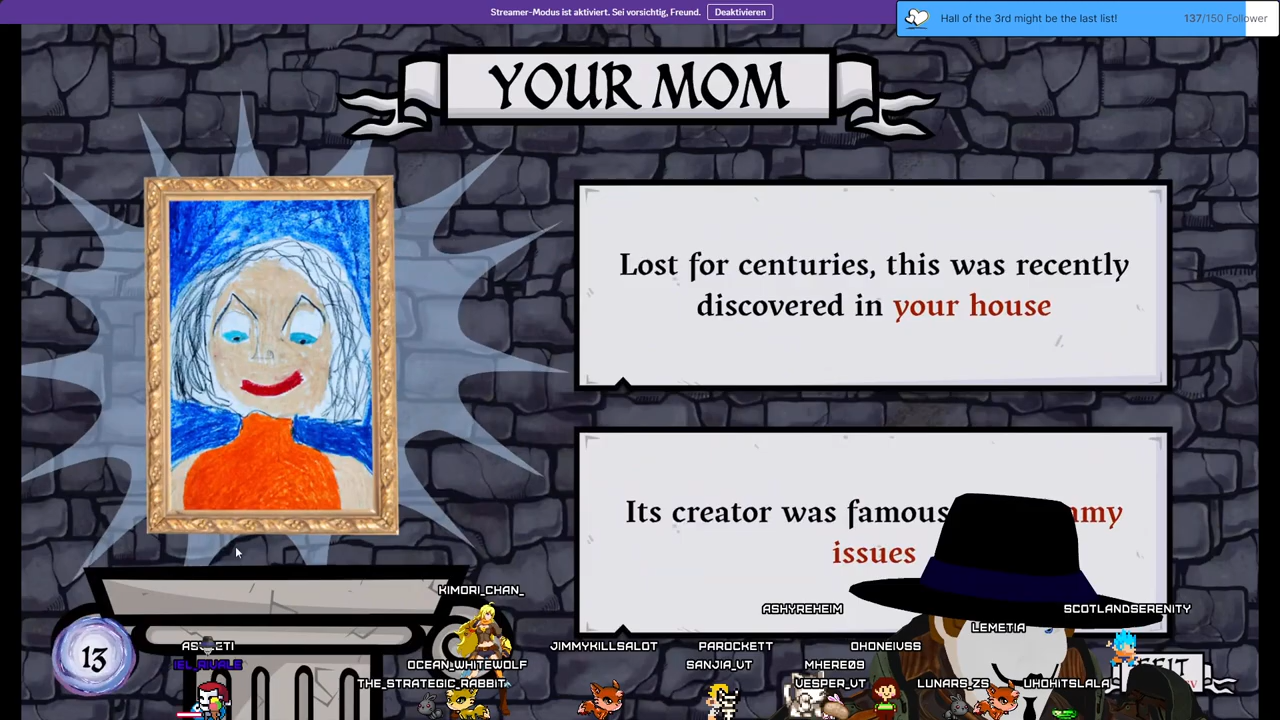 Streamer-Modus ist aktiviert. Sei vorsichtig, Freund. Deaktivieren
Hall of the 3rd might be the last list! 137/150 Follower
YOUR MOM
Lost for centuries, this was recently
discovered in your house
Its creator was famous
issues
KIMORI_CHAN_
ASHYREHEIM
SCOTLANDSERENITY
LEMETIA
13
JIMMYKILLSALOT
PAROCKETT
OHONEIVSS
OCEAN_WHITEWOLF
SANJIA_VT
MHERE09
THE_STRATEGIC_RABBIT
VESPER_VT
LUNARS_ZS
UHOHITSLALA